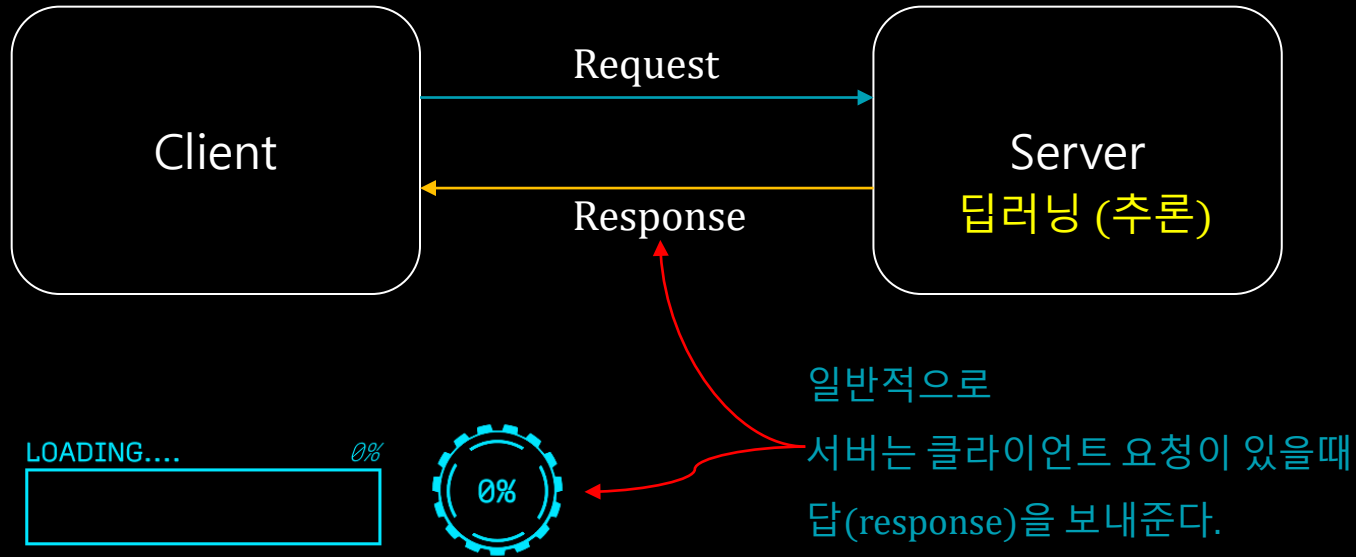 Request
Client
Server
딥러닝 (추론)
Response
일반적으로
서버는 클라이언트 요청이 있을때
답(response)을 보내준다.
LOADING....
0%
0%